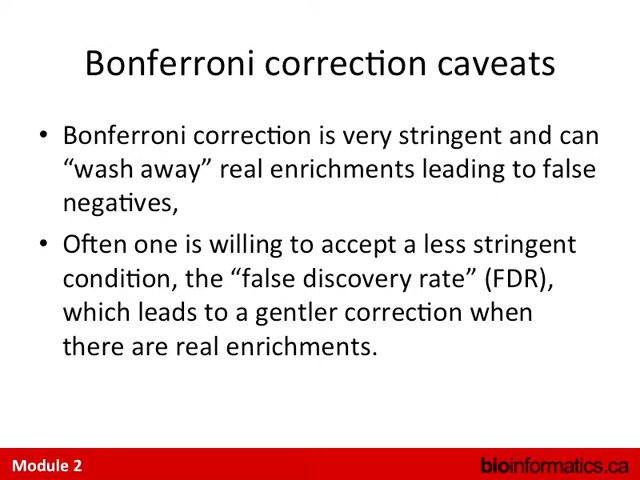 Bonferroni correction caveats
• Bonferroni correction is very stringent and can
“wash away” real enrichments leading to false
negatives,
• Often one is willing to accept a less stringent
condition, the “false discovery rate” (FDR),
which leads to a gentler correction when
there are real enrichments.
Module 2
bioinformatics.ca